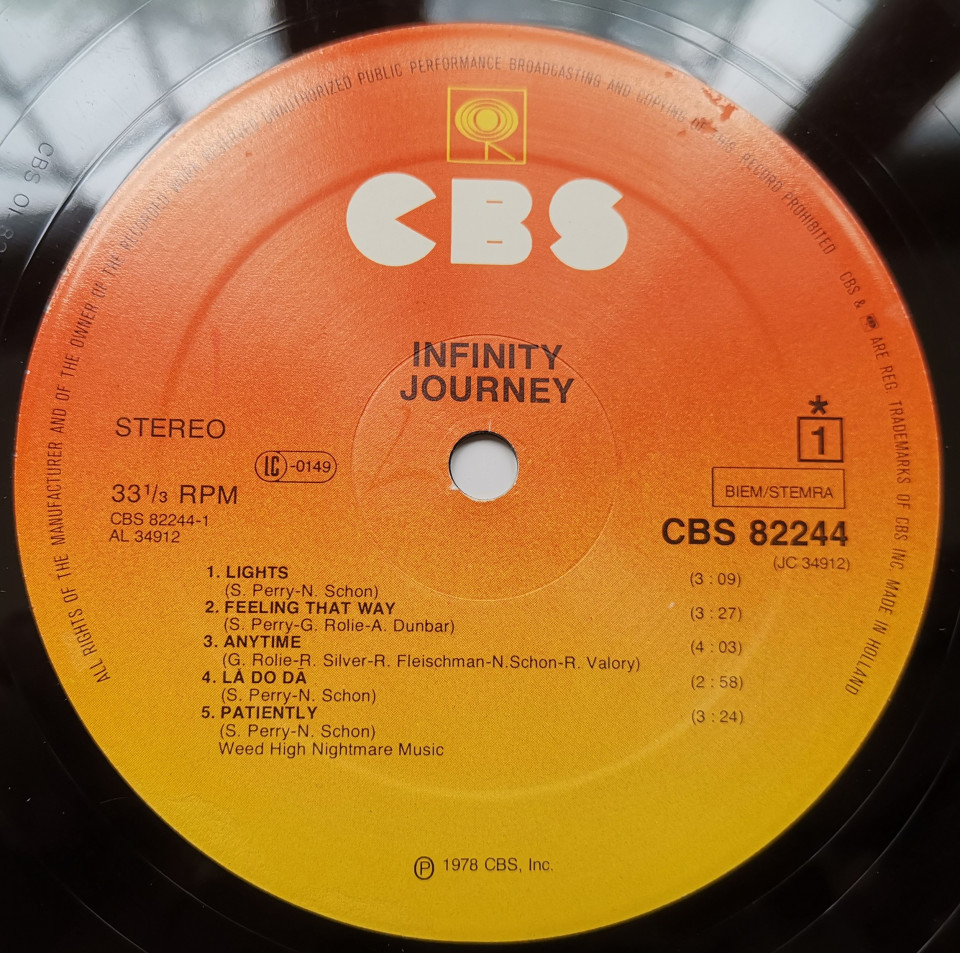 ALL RIGHTS OF THE MANUFACTURER AND OF THE OWNER OF THE RECORDED WORK RESERVED UNAUTHORIZED PUBLIC PERFORMANCE BROADCASTING AND COPYING OF THIS RECORD PROHIBITED CBS & ARE REG. TRADEMARKS OF CBS INC. MADE IN HOLLAND
CBS
INFINITY
JOURNEY
STEREO
LC-0149
33 1/3 RPM
CBS 82244-1
AL 34912
*
1
BIEM/STEMRA
CBS 82244
(JC 34912)
1. LIGHTS (3:09)
(S. Perry-N. Schon)
2. FEELING THAT WAY (3:27)
(S. Perry-G. Rolie-A. Dunbar)
3. ANYTIME (4:03)
(G. Rolie-R. Silver-R. Fleischman-N.Schon-R. Valory)
4. LĀ DO DĀ (2:58)
(S. Perry-N. Schon)
5. PATIENTLY (3:24)
(S. Perry-N. Schon)
Weed High Nightmare Music
Ⓟ 1978 CBS, Inc.